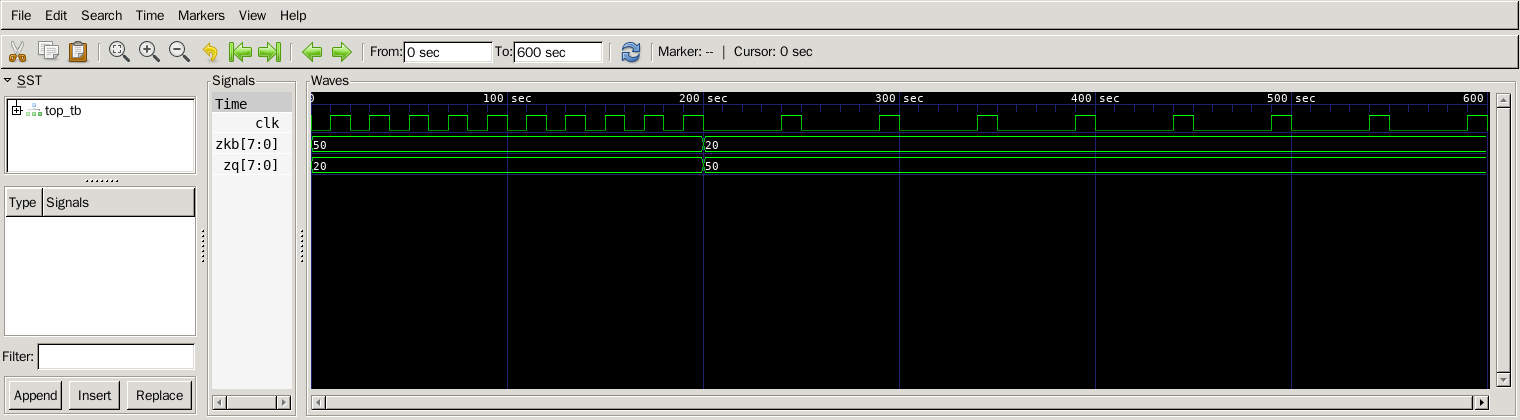 File Edit Search Time Markers View Help
From: 0 sec To: 600 sec Marker: -- | Cursor: 0 sec
SST
top_tb
Type Signals
Filter:
Append Insert Replace
Signals
Time
clk
zkb[7:0]
zq[7:0]
Waves
0 100 sec 200 sec 300 sec 400 sec 500 sec 600
50 20
20 50